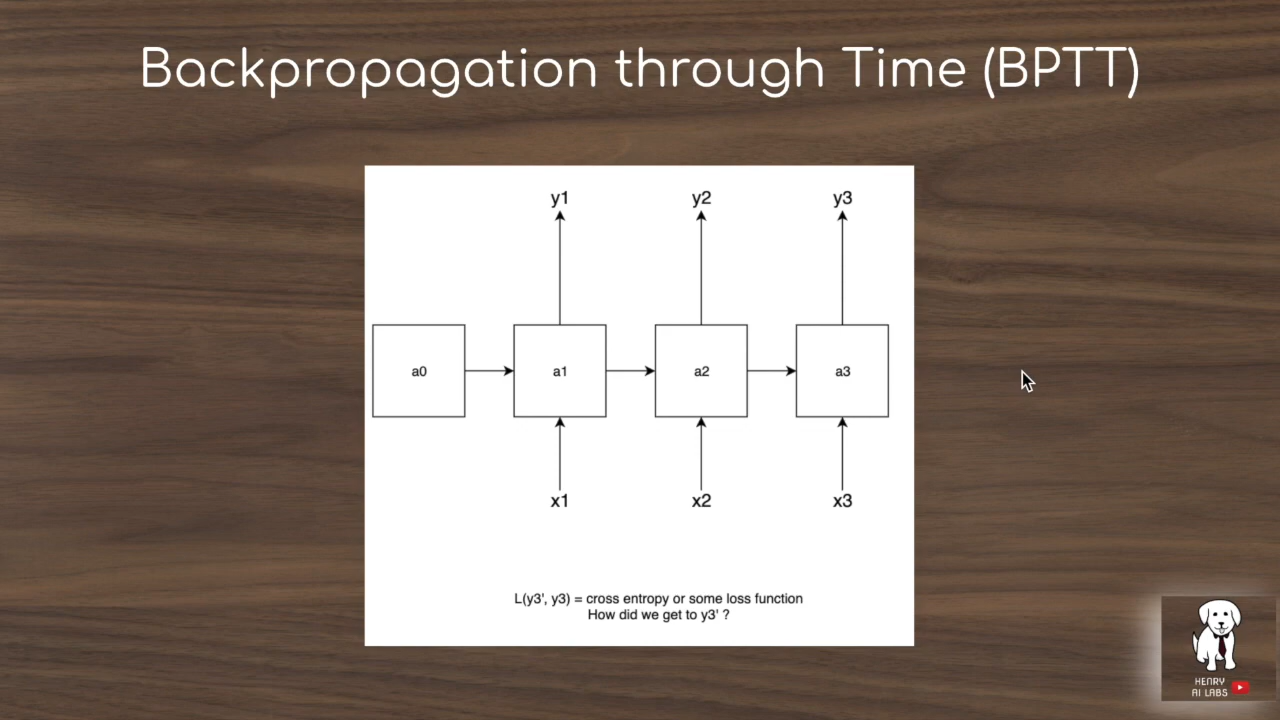 Backpropagation through Time (BPTT)
y1 y2 y3
a0 a1 a2 a3
x1 x2 x3
L(y3', y3) = cross entropy or some loss function
How did we get to y3' ?
HENRY
AI LABS